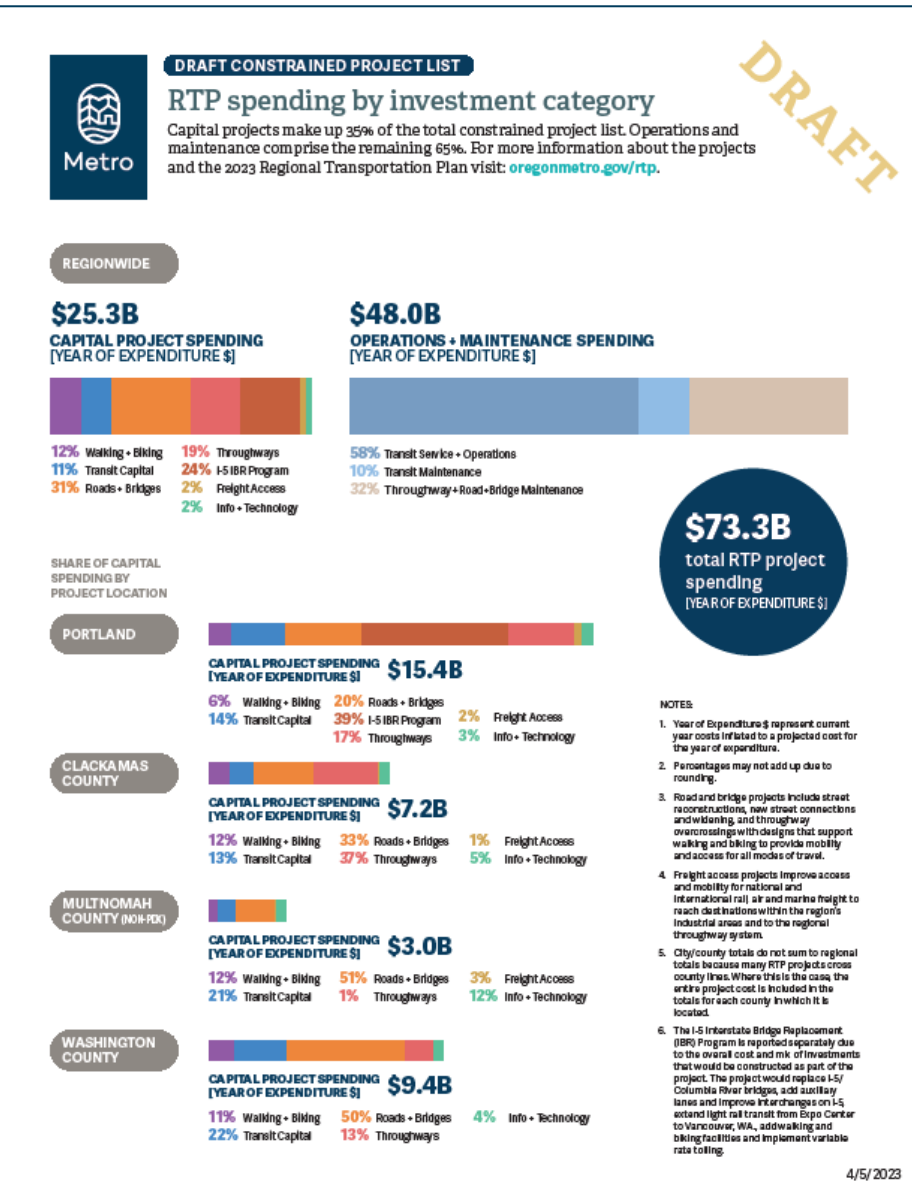 DRAFT CONSTRAINED PROJECT LIST
DRAFT
Metro
RTP spending by investment category
Capital projects make up 35% of the total constrained project list. Operations and
maintenance comprise the remaining 65%. For more information about the projects
and the 2023 Regional Transportation Plan visit: oregonmetro.gov/rtp.
REGIONWIDE
$25.3B
CAPITAL PROJECT SPENDING
[YEAR OF EXPENDITURE $]
12% Walking + Biking
11% Transit Capital
31% Roads + Bridges
19% Throughways
24% I-5 IBR Program
2% Freight Access
2% Info + Technology
$48.0B
OPERATIONS + MAINTENANCE SPENDING
[YEAR OF EXPENDITURE $]
58% Transit Service + Operations
10% Transit Maintenance
32% Throughway+Road+Bridge Maintenance
$73.3B
total RTP project
spending
[YEAR OF EXPENDITURE $]
SHARE OF CAPITAL
SPENDING BY
PROJECT LOCATION
PORTLAND
CAPITAL PROJECT SPENDING
[YEAR OF EXPENDITURE $]
$15.4B
6% Walking + Biking
14% Transit Capital
20% Roads + Bridges
39% I-5 IBR Program
17% Throughways
2% Freight Access
3% Info + Technology
CLACKAMAS
COUNTY
CAPITAL PROJECT SPENDING
[YEAR OF EXPENDITURE $]
$7.2B
12% Walking + Biking
13% Transit Capital
33% Roads + Bridges
37% Throughways
1% Freight Access
5% Info + Technology
MULTNOMAH
COUNTY (NON-PDX)
CAPITAL PROJECT SPENDING
[YEAR OF EXPENDITURE $]
$3.0B
12% Walking + Biking
21% Transit Capital
51% Roads + Bridges
1% Throughways
3% Freight Access
12% Info + Technology
WASHINGTON
COUNTY
CAPITAL PROJECT SPENDING
[YEAR OF EXPENDITURE $]
$9.4B
11% Walking + Biking
22% Transit Capital
50% Roads + Bridges
13% Throughways
4% Info + Technology
NOTES:
1. Year of Expenditure $ represent current
year costs inflated to a projected cost for
the year of expenditure.
2. Percentages may not add up due to
rounding.
3. Road and bridge projects include street
reconstructions, new street connections
and widening, and throughway
overcrossings with designs that support
walking and biking to provide mobility
and access for all modes of travel.
4. Freight access projects improve access
and mobility for national and
international rail, air and marine freight to
reach destinations within the region's
industrial areas and to the regional
throughway system.
5. City/county totals do not sum to regional
totals because many RTP projects cross
county lines. Where this is the case, the
entire project cost is included in the
totals for each county in which it is
located.
6. The I-5 Interstate Bridge Replacement
(IBR) Program is reported separately due
to the overall cost and mix of investments
that would be constructed as part of the
project. The project would replace I-5/
Columbia River bridges, add auxiliary
lanes and improve interchanges on I-5,
extend light rail transit from Expo Center
to Vancouver, WA., add walking and
biking facilities and implement variable
rate tolling.
4/5/2023